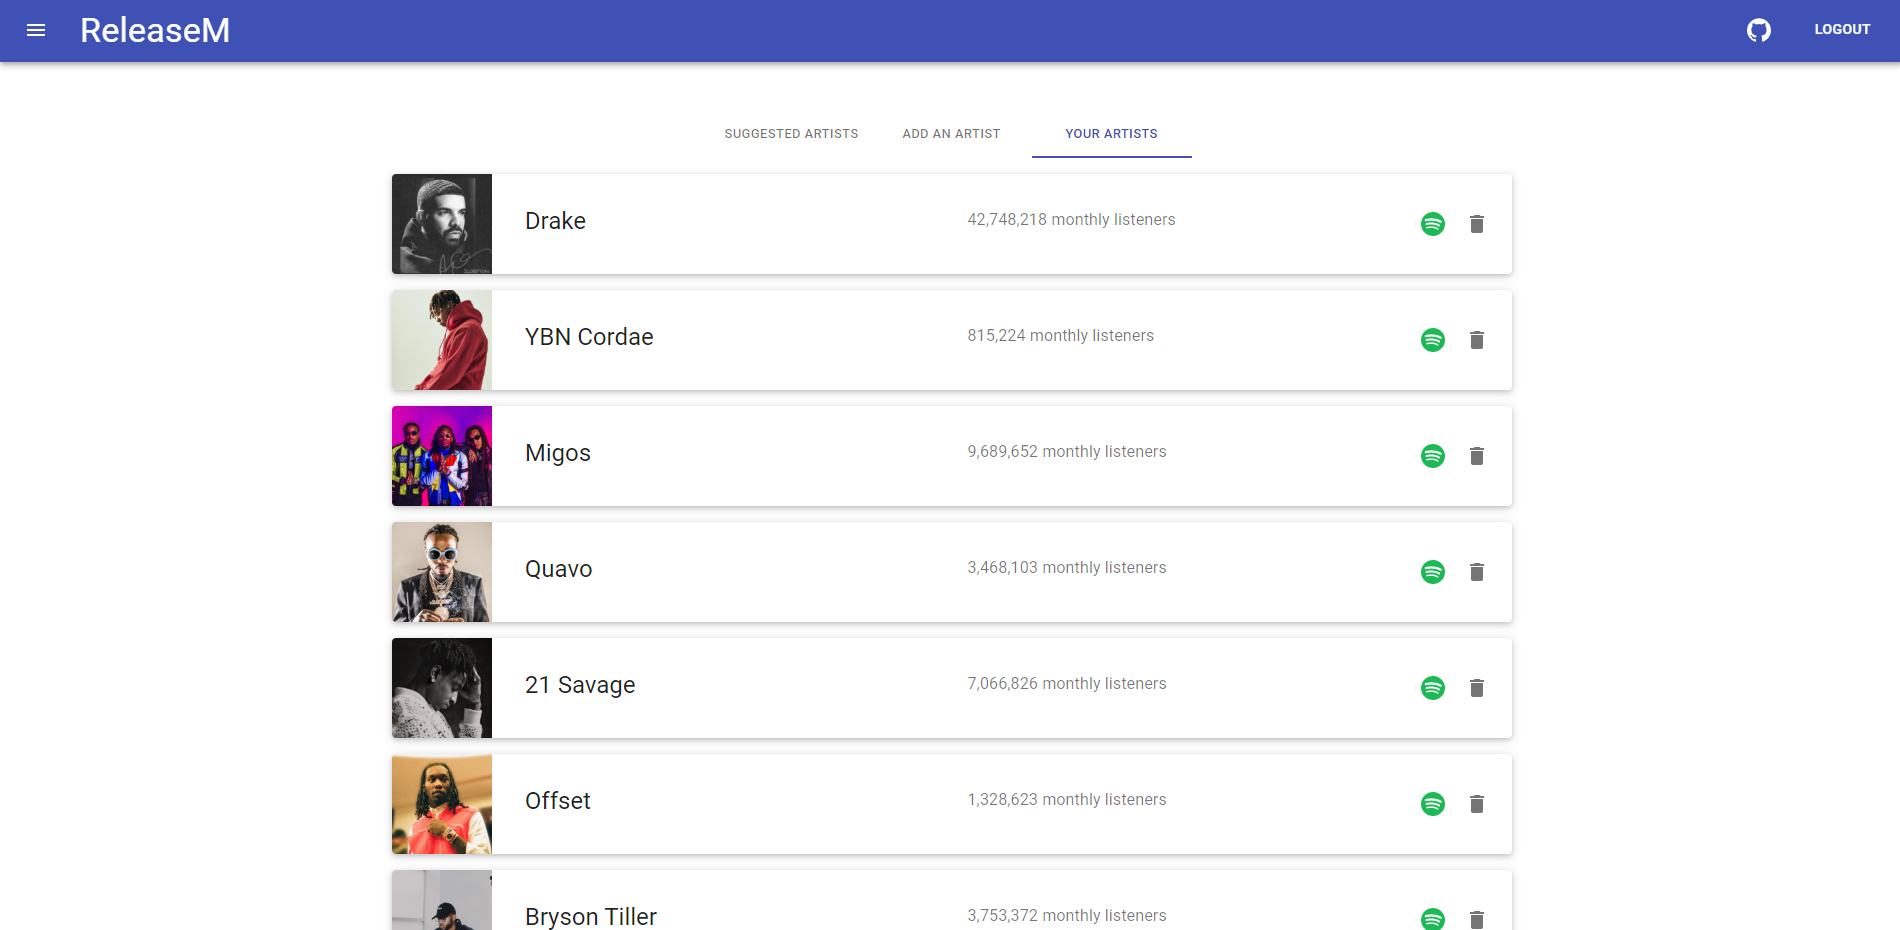 ReleaseM
LOGOUT
SUGGESTED ARTISTS
ADD AN ARTIST
YOUR ARTISTS
Drake
42,748,218 monthly listeners
YBN Cordae
815,224 monthly listeners
Migos
9,689,652 monthly listeners
Quavo
3,468,103 monthly listeners
21 Savage
7,066,826 monthly listeners
Offset
1,328,623 monthly listeners
Bryson Tiller
3,753,372 monthly listeners